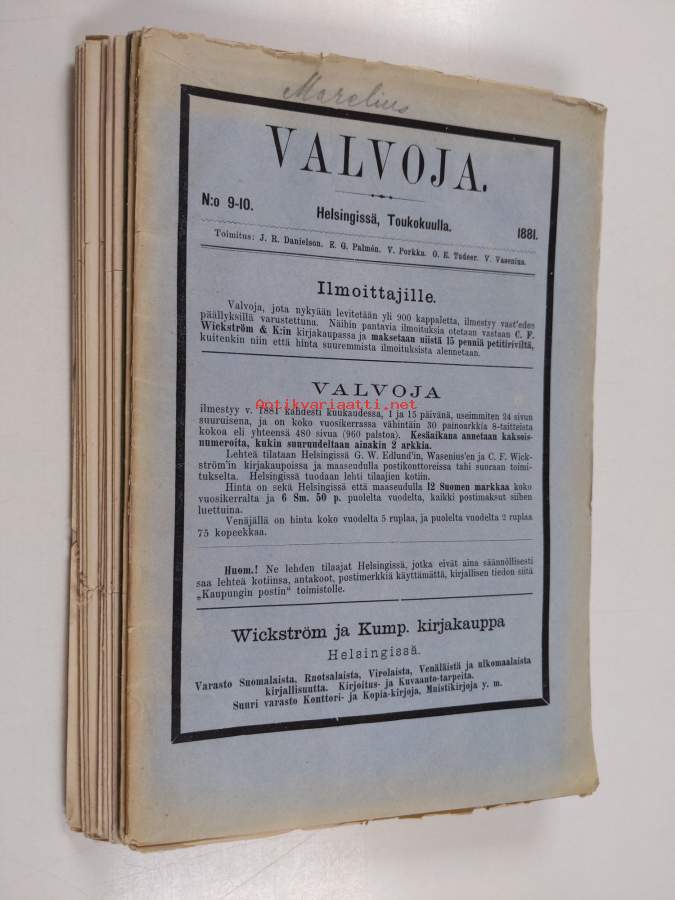 Marelius
VALVOJA.
N:o 9-10.
Helsingissä, Toukokuulla.
1881.
Toimitus: J. R. Danielson. E. G. Palmén. V. Porkka. O. E. Tudeer. V. Vasenius.
Ilmoittajille.
Valvoja, jota nykyään levitetään yli 900 kappaletta, ilmestyy vast'edes
päällyksillä varustettuna. Näihin pantavia ilmoituksia otetaan vastaan C. F.
Wickström & K:in kirjakaupassa ja maksetaan niistä 15 penniä petitiriviltä,
kuitenkin niin että hinta suuremmista ilmoituksista alennetaan.
VALVOJA
Antikvariaatti.net
ilmestyy v. 1881 kahdesti kuukaudessa, 1 ja 15 päivänä, useimmiten 24 sivun
suuruisena, ja on koko vuosikerrassa vähintäin 30 painoarkkia 8-taitteista
kokoa eli yhteensä 480 sivua (960 palstoa). Kesäaikana annetaan kaksois-
numeroita, kukin suuruudeltaan ainakin 2 arkkia.
Lehteä tilataan Helsingissä G. W. Edlund'in, Wasenius'en ja C. F. Wick-
ström'in kirjakaupoissa ja maaseudulla postikonttoreissa tahi suoraan toimi-
tukselta. Helsingissä tuodaan lehti tilaajien kotiin.
Hinta on sekä Helsingissä että maaseudulla 12 Suomen markkaa koko
vuosikerralta ja 6 Sm. 50 p. puolelta vuodelta, kaikki postimaksut siihen
luettuina.
Venäjällä on hinta koko vuodelta 5 ruplaa, ja puolelta vuodelta 2 ruplaa
75 kopeekkaa.
Huom.! Ne lehden tilaajat Helsingissä, jotka eivät aina säännöllisesti
saa lehteä kotiinsa, antakoot, postimerkkiä käyttämättä, kirjallisen tiedon siitä
„Kaupungin postin" toimistolle.
Wickström ja Kump. kirjakauppa
Helsingissä.
Varasto Suomalaista, Ruotsalaista, Virolaista, Venäläistä ja ulkomaalaista
kirjallisuutta. Kirjoitus- ja Kuvaanto-tarpeita.
Suuri varasto Konttori- ja Kopia-kirjoja, Muistikirjoja y. m.